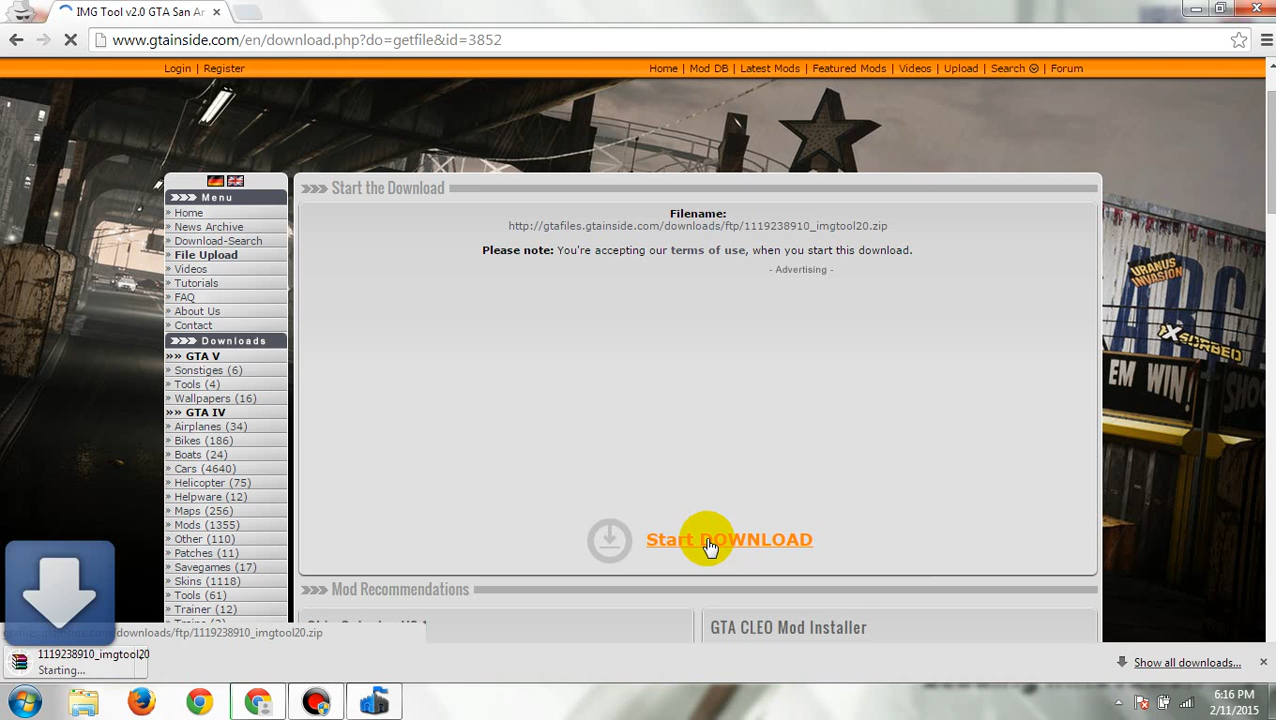 IMG Tool v2.0 GTA San Ar
www.gtainside.com/en/download.php?do=getfile&id=3852
Login | Register
Home | Mod DB | Latest Mods | Featured Mods | Videos | Upload | Search | Forum
Menu
Home
News Archive
Download-Search
File Upload
Videos
Tutorials
FAQ
About Us
Contact
Downloads
»» GTA V
Sonstiges (6)
Tools (4)
Wallpapers (16)
»» GTA IV
Airplanes (34)
Bikes (186)
Boats (24)
Cars (4640)
Helicopter (75)
Helpware (12)
Maps (256)
Mods (1355)
Other (110)
Patches (11)
Savegames (17)
Skins (1118)
Tools (61)
Trainer (12)
Start the Download
Filename:
http://gtafiles.gtainside.com/downloads/ftp/1119238910_imgtool20.zip
Please note: You're accepting our terms of use, when you start this download.
- Advertising -
Start DOWNLOAD
Mod Recommendations
GTA CLEO Mod Installer
URANUS
INVASION
XSORBED
EM WIN!
/downloads/ftp/1119238910_imgtool20.zip
1119238910_imgtool20
Starting...
Show all downloads...
6:16 PM
2/11/2015